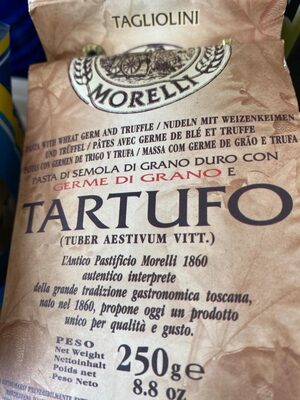 TAGLIOLINI
MORELLI
PASTA WITH WHEAT GERM AND TRUFFLE / NUDELN MIT WEIZENKEIMEN
UND TRÜFFEL / PÂTES AVEC GERME DE BLÉ ET TRUFFE
PASTAS CON GERMEN DE TRIGO Y TRUFA / MASSA COM GERME DE GRÃO E TRUFA
PASTA DI SEMOLA DI GRANO DURO CON
GERME DI GRANO E
TARTUFO
(TUBER AESTIVUM VITT.)
L'Antico Pastificio Morelli 1860
autentico interprete
della grande tradizione gastronomica toscana,
nato nel 1860, propone oggi un prodotto
unico per qualità e gusto.
PESO
Net Weight
Nettoinhalt
Poids net
Peso Neto
250g e
8.8 oz